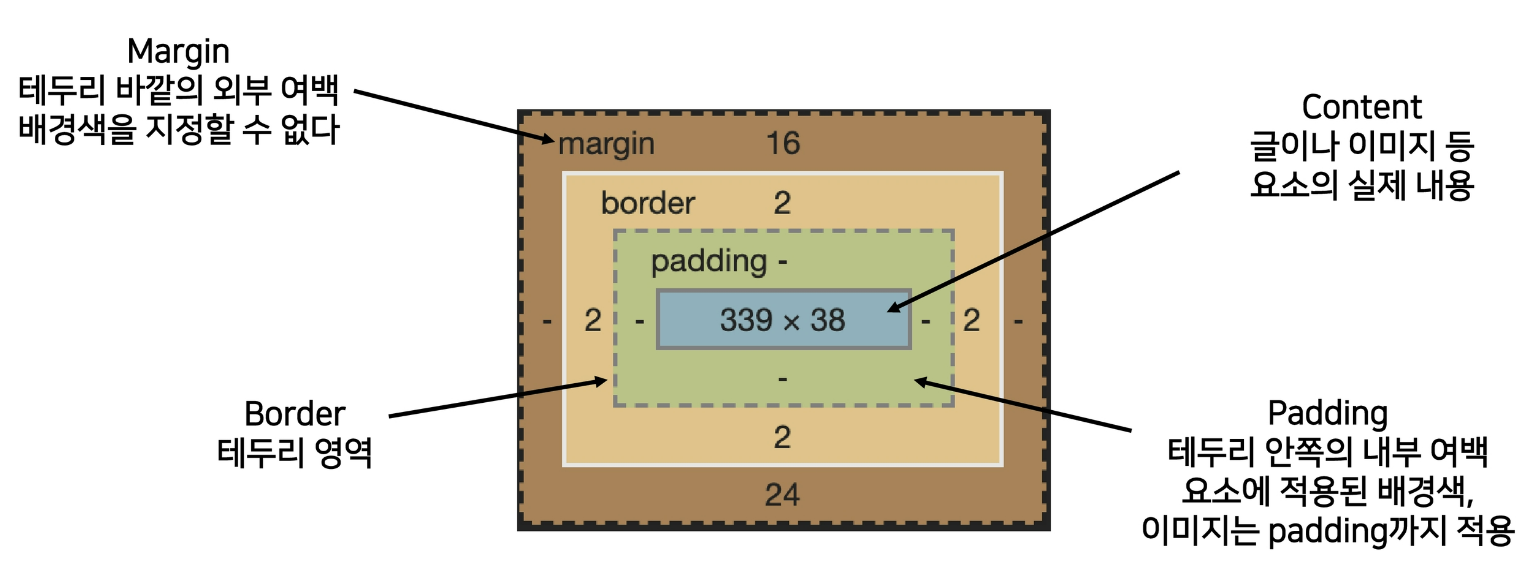 Margin
테두리 바깥의 외부 여백
배경색을 지정할 수 없다
Content
글이나 이미지 등
요소의 실제 내용
margin 16
border 2
padding -
- 2 - 339 × 38 - 2 -
-
2
24
Border
테두리 영역
Padding
테두리 안쪽의 내부 여백
요소에 적용된 배경색,
이미지는 padding까지 적용